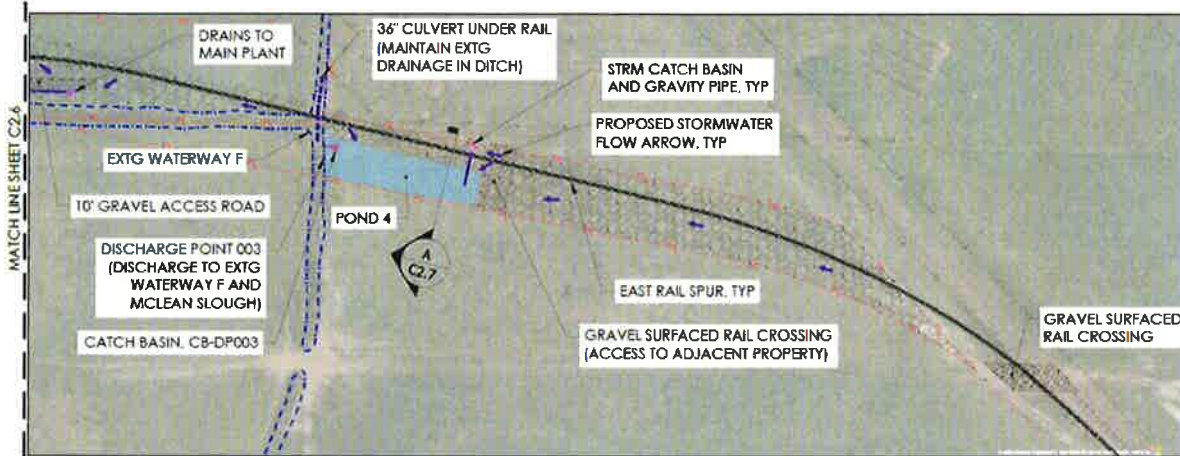 MATCH LINE SHEET C2.6
DRAINS TO
MAIN PLANT
36" CULVERT UNDER RAIL
(MAINTAIN EXTG
DRAINAGE IN DITCH)
STRM CATCH BASIN
AND GRAVITY PIPE, TYP
PROPOSED STORMWATER
FLOW ARROW, TYP
EXTG WATERWAY F
10' GRAVEL ACCESS ROAD
POND 4
DISCHARGE POINT 003
(DISCHARGE TO EXTG
WATERWAY F AND
MCLEAN SLOUGH)
A
C2.7
EAST RAIL SPUR, TYP
CATCH BASIN, CB-DP003
GRAVEL SURFACED RAIL CROSSING
(ACCESS TO ADJACENT PROPERTY)
GRAVEL SURFACED
RAIL CROSSING